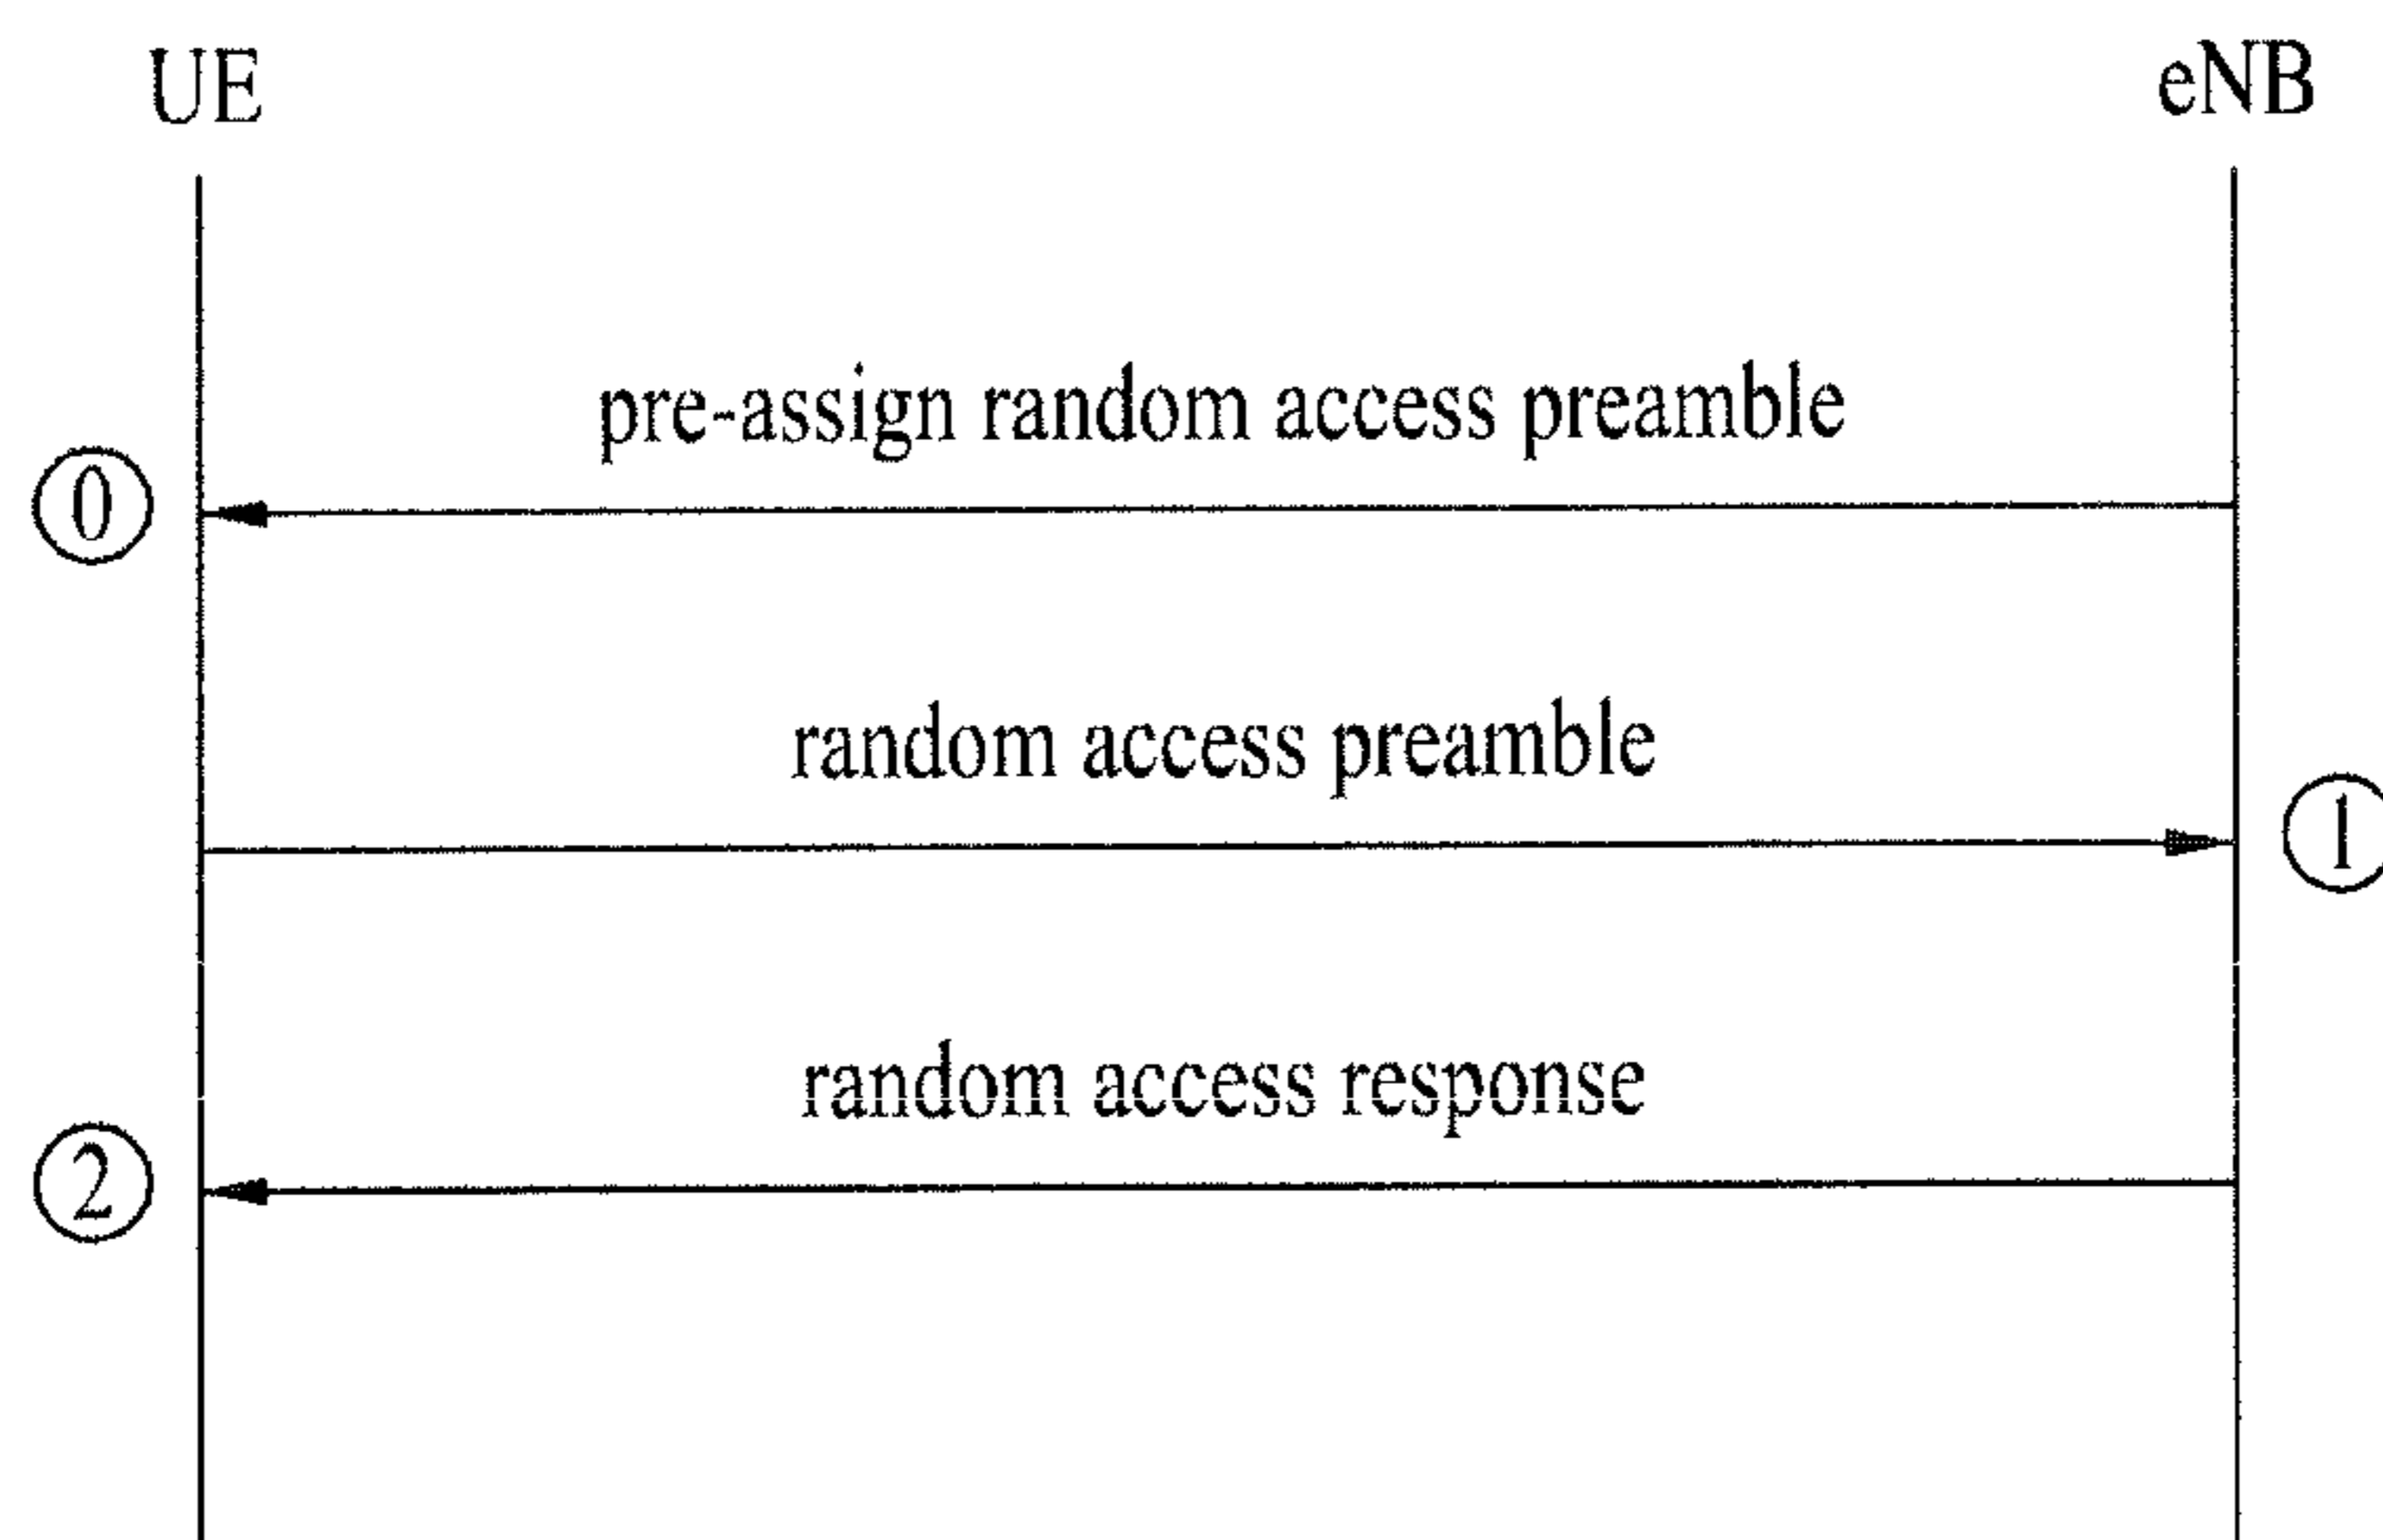 UE eNB
pre-assign random access preamble
0
random access preamble
1
random access response
2